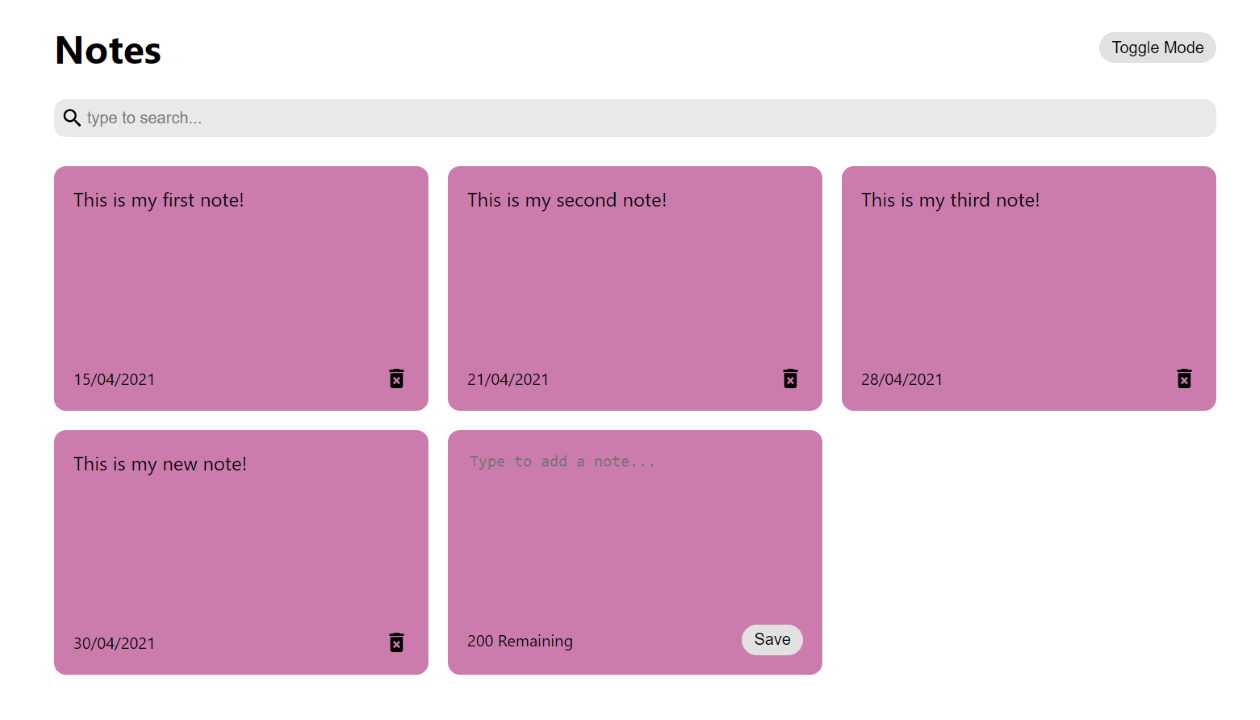 Notes
Toggle Mode
type to search...
This is my first note!
15/04/2021
This is my second note!
21/04/2021
This is my third note!
28/04/2021
This is my new note!
30/04/2021
Type to add a note...
200 Remaining
Save